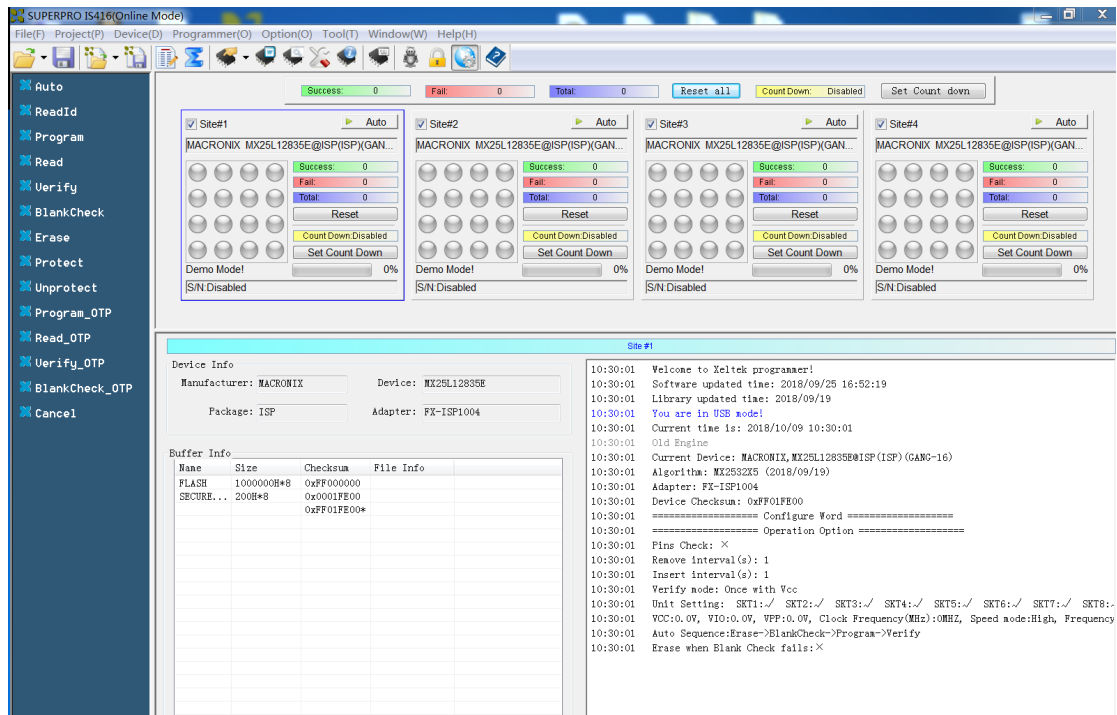 SUPERPRO IS416(Online Mode)
File(F) Project(P) Device(D) Programmer(O) Option(O) Tool(T) Window(W) Help(H)
Auto
ReadId
Program
Read
Verify
BlankCheck
Erase
Protect
Unprotect
Program_OTP
Read_OTP
Verify_OTP
BlankCheck_OTP
Cancel
Success: 0 Fail: 0 Total: 0 Reset all Count Down: Disabled Set Count down
Site#1 Auto
MACRONIX MX25L12835E@ISP(ISP)(GAN...
Success: 0
Fail: 0
Total: 0
Reset
Count Down:Disabled
Set Count Down
Demo Mode! 0%
S/N:Disabled
Site#2 Auto
MACRONIX MX25L12835E@ISP(ISP)(GAN...
Success: 0
Fail: 0
Total: 0
Reset
Count Down:Disabled
Set Count Down
Demo Mode! 0%
S/N:Disabled
Site#3 Auto
MACRONIX MX25L12835E@ISP(ISP)(GAN...
Success: 0
Fail: 0
Total: 0
Reset
Count Down:Disabled
Set Count Down
Demo Mode! 0%
S/N:Disabled
Site#4 Auto
MACRONIX MX25L12835E@ISP(ISP)(GAN...
Success: 0
Fail: 0
Total: 0
Reset
Count Down:Disabled
Set Count Down
Demo Mode! 0%
S/N:Disabled
Site #1
Device Info
Manufacturer: MACRONIX Device: MX25L12835E
Package: ISP Adapter: FX-ISP1004
Buffer Info
Name Size Checksum File Info
FLASH 1000000H*8 0xFF000000
SECURE... 200H*8 0x0001FE00
0xFF01FE00*
10:30:01 Welcome to Xeltek programmer!
10:30:01 Software updated time: 2018/09/25 16:52:19
10:30:01 Library updated time: 2018/09/19
10:30:01 You are in USB mode!
10:30:01 Current time is: 2018/10/09 10:30:01
10:30:01 Old Engine
10:30:01 Current Device: MACRONIX,MX25L12835E@ISP(ISP)(GANG-16)
10:30:01 Algorithm: MX2532X5 (2018/09/19)
10:30:01 Adapter: FX-ISP1004
10:30:01 Device Checksum: 0xFF01FE00
10:30:01 =================== Configure Word ===================
10:30:01 =================== Operation Option ===================
10:30:01 Pins Check: ×
10:30:01 Remove interval(s): 1
10:30:01 Insert interval(s): 1
10:30:01 Verify mode: Once with Vcc
10:30:01 Unit Setting: SKT1:√ SKT2:√ SKT3:√ SKT4:√ SKT5:√ SKT6:√ SKT7:√ SKT8:
10:30:01 VCC:0.0V, VIO:0.0V, VPP:0.0V, Clock Frequency(MHz):0MHZ, Speed mode:High, Frequency
10:30:01 Auto Sequence:Erase->BlankCheck->Program->Verify
10:30:01 Erase when Blank Check fails:×